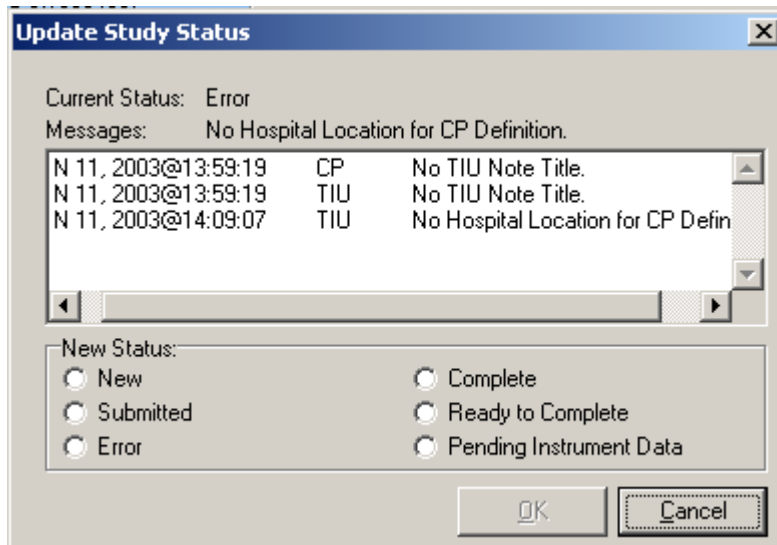 Update Study Status
Current Status: Error
Messages: No Hospital Location for CP Definition.
N 11, 2003@13:59:19 CP No TIU Note Title.
N 11, 2003@13:59:19 TIU No TIU Note Title.
N 11, 2003@14:09:07 TIU No Hospital Location for CP Defin
New Status:
New Complete
Submitted Ready to Complete
Error Pending Instrument Data
OK Cancel